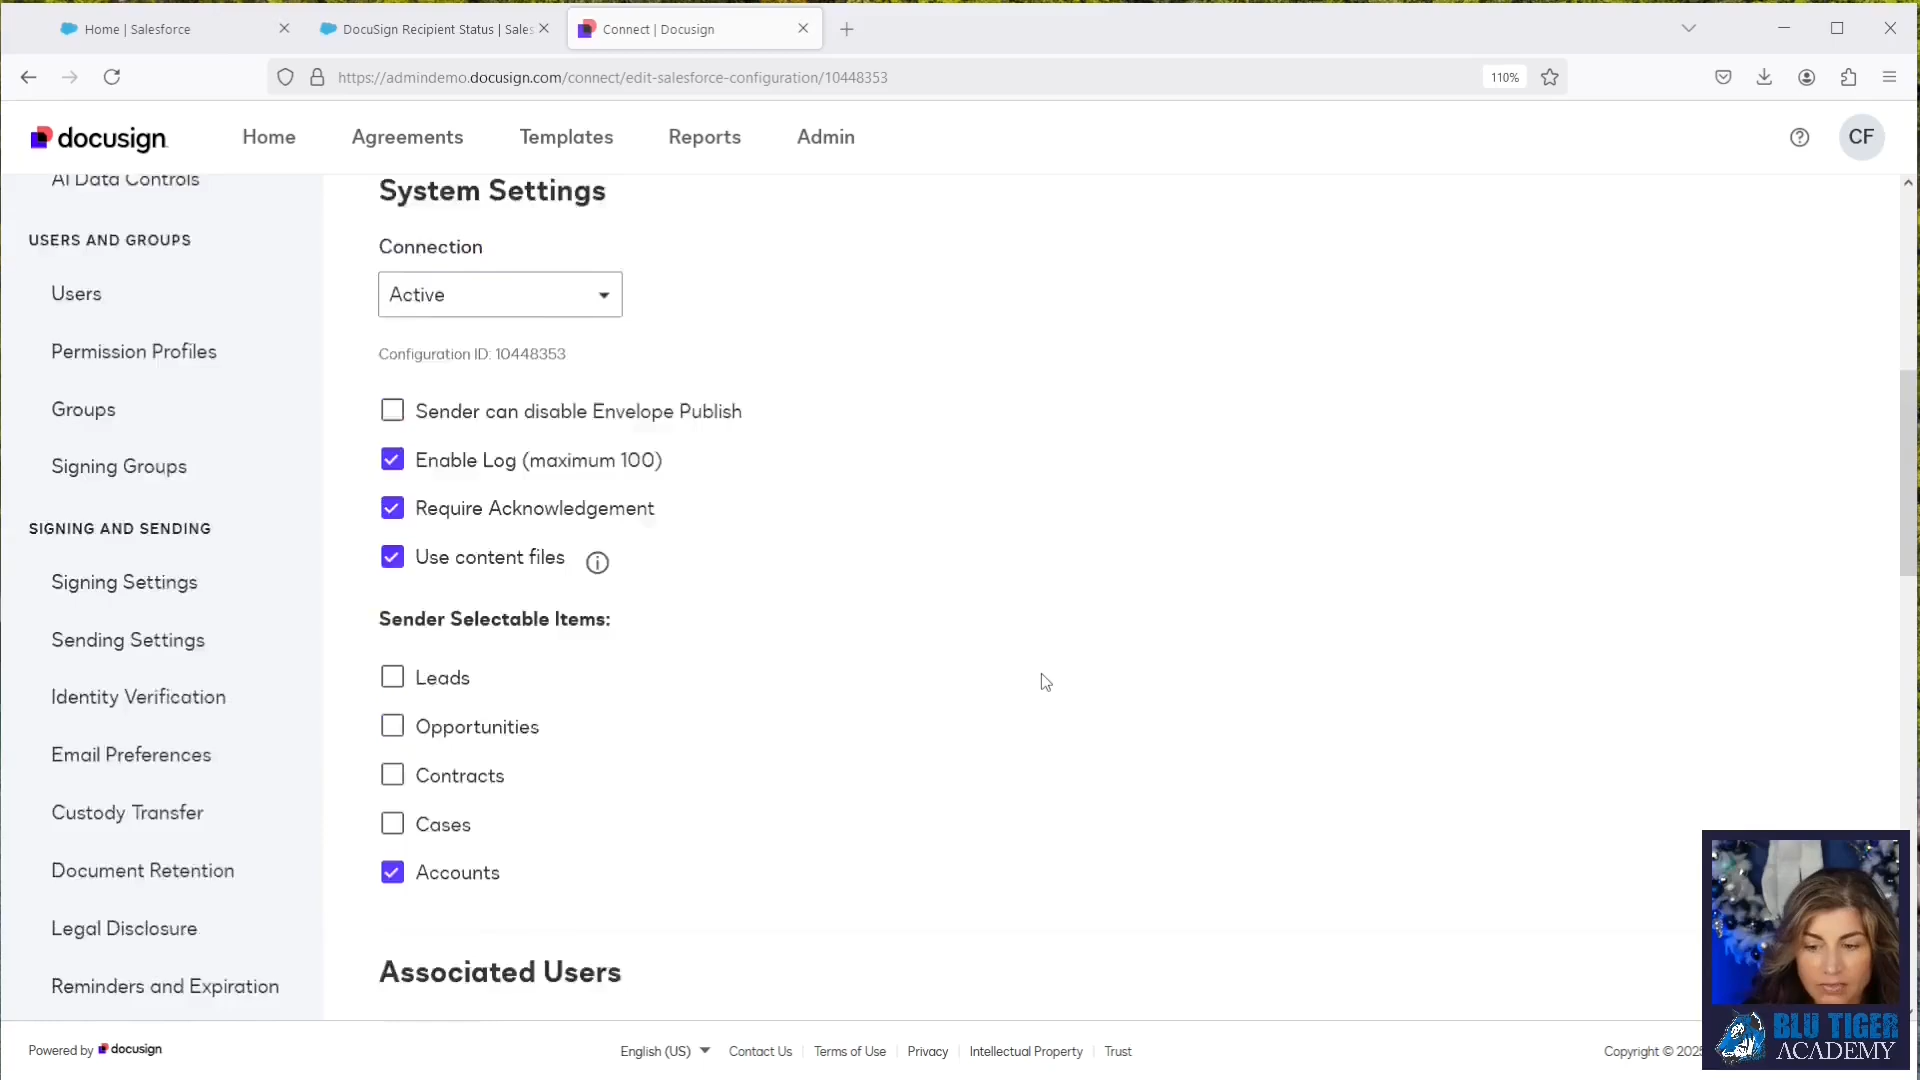 Home | Salesforce
DocuSign Recipient Status | Sales
Connect | Docusign
https://admindemo.docusign.com/connect/edit-salesforce-configuration/10448353
110%
docusign
Home
Agreements
Templates
Reports
Admin
CF
AI Data Controls
USERS AND GROUPS
Users
Permission Profiles
Groups
Signing Groups
SIGNING AND SENDING
Signing Settings
Sending Settings
Identity Verification
Email Preferences
Custody Transfer
Document Retention
Legal Disclosure
Reminders and Expiration
System Settings
Connection
Active
Configuration ID: 10448353
Sender can disable Envelope Publish
Enable Log (maximum 100)
Require Acknowledgement
Use content files
Sender Selectable Items:
Leads
Opportunities
Contracts
Cases
Accounts
Associated Users
Powered by docusign
English (US)
Contact Us
Terms of Use
Privacy
Intellectual Property
Trust
Copyright © 2025
BLU TIGER
ACADEMY